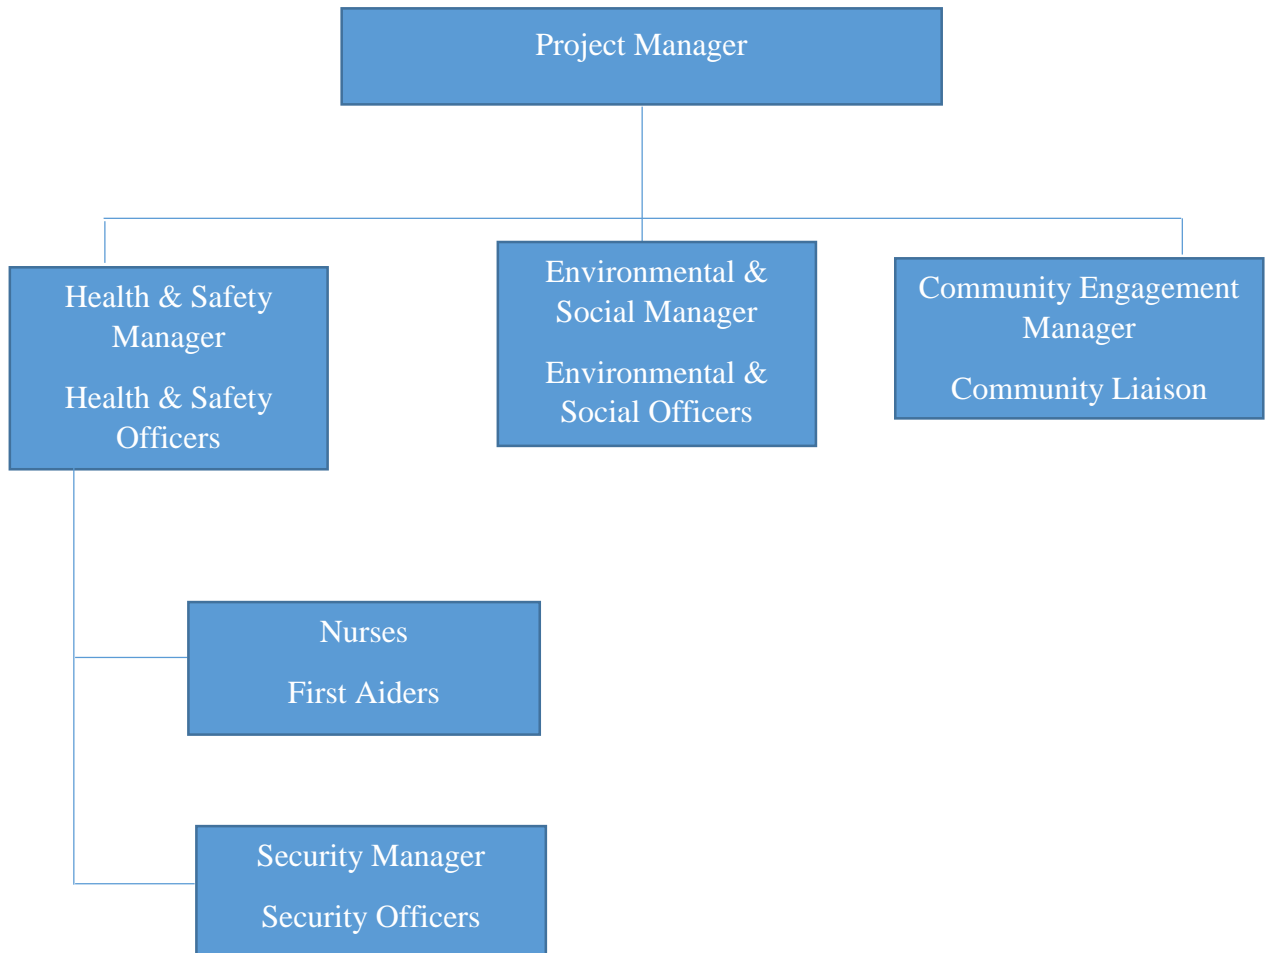 Project Manager
Health & Safety
Manager
Health & Safety
Officers
Environmental &
Social Manager
Environmental &
Social Officers
Community Engagement
Manager
Community Liaison
Nurses
First Aiders
Security Manager
Security Officers